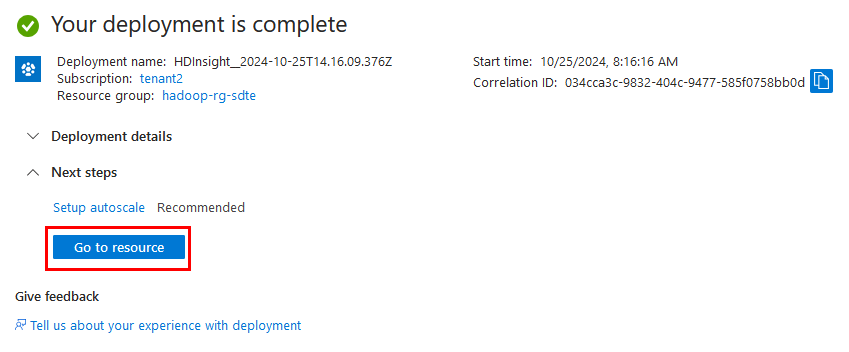 Your deployment is complete
Deployment name: HDInsight_2024-10-25T14.16.09.376Z
Subscription: tenant2
Resource group: hadoop-rg-sdte
Start time: 10/25/2024, 8:16:16 AM
Correlation ID: 034cca3c-9832-404c-9477-585f0758bb0d
Deployment details
Next steps
Setup autoscale Recommended
Go to resource
Give feedback
Tell us about your experience with deployment